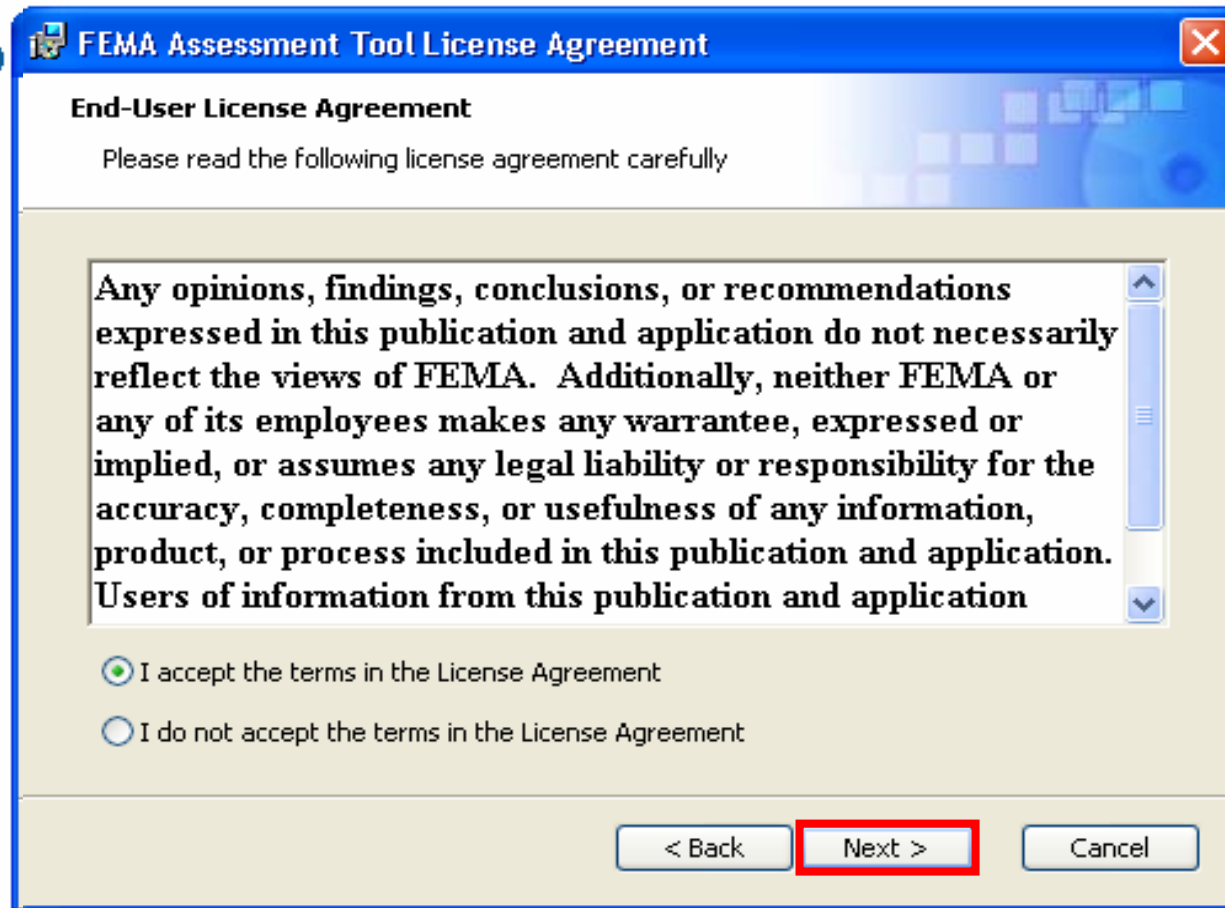 FEMA Assessment Tool License Agreement
End-User License Agreement
Please read the following license agreement carefully
Any opinions, findings, conclusions, or recommendations
expressed in this publication and application do not necessarily
reflect the views of FEMA.  Additionally, neither FEMA or
any of its employees makes any warrantee, expressed or
implied, or assumes any legal liability or responsibility for the
accuracy, completeness, or usefulness of any information,
product, or process included in this publication and application.
Users of information from this publication and application
I accept the terms in the License Agreement
I do not accept the terms in the License Agreement
< Back Next > Cancel